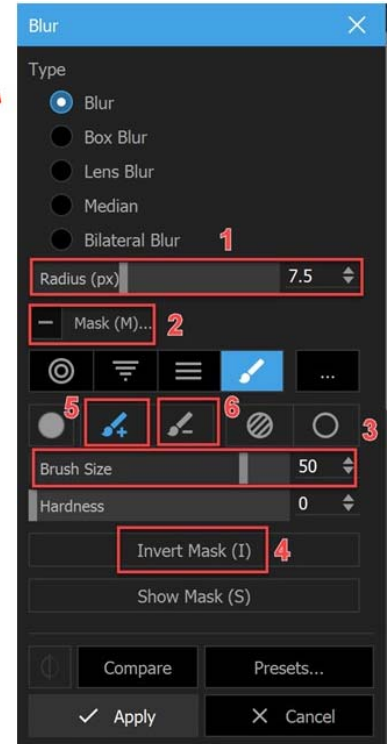 Blur
Type
Blur
Box Blur
Lens Blur
Median
Bilateral Blur
1
Radius (px) 7.5
Mask (M)... 2
...
5 6
3
Brush Size 50
Hardness 0
Invert Mask (I) 4
Show Mask (S)
Compare Presets...
Apply Cancel